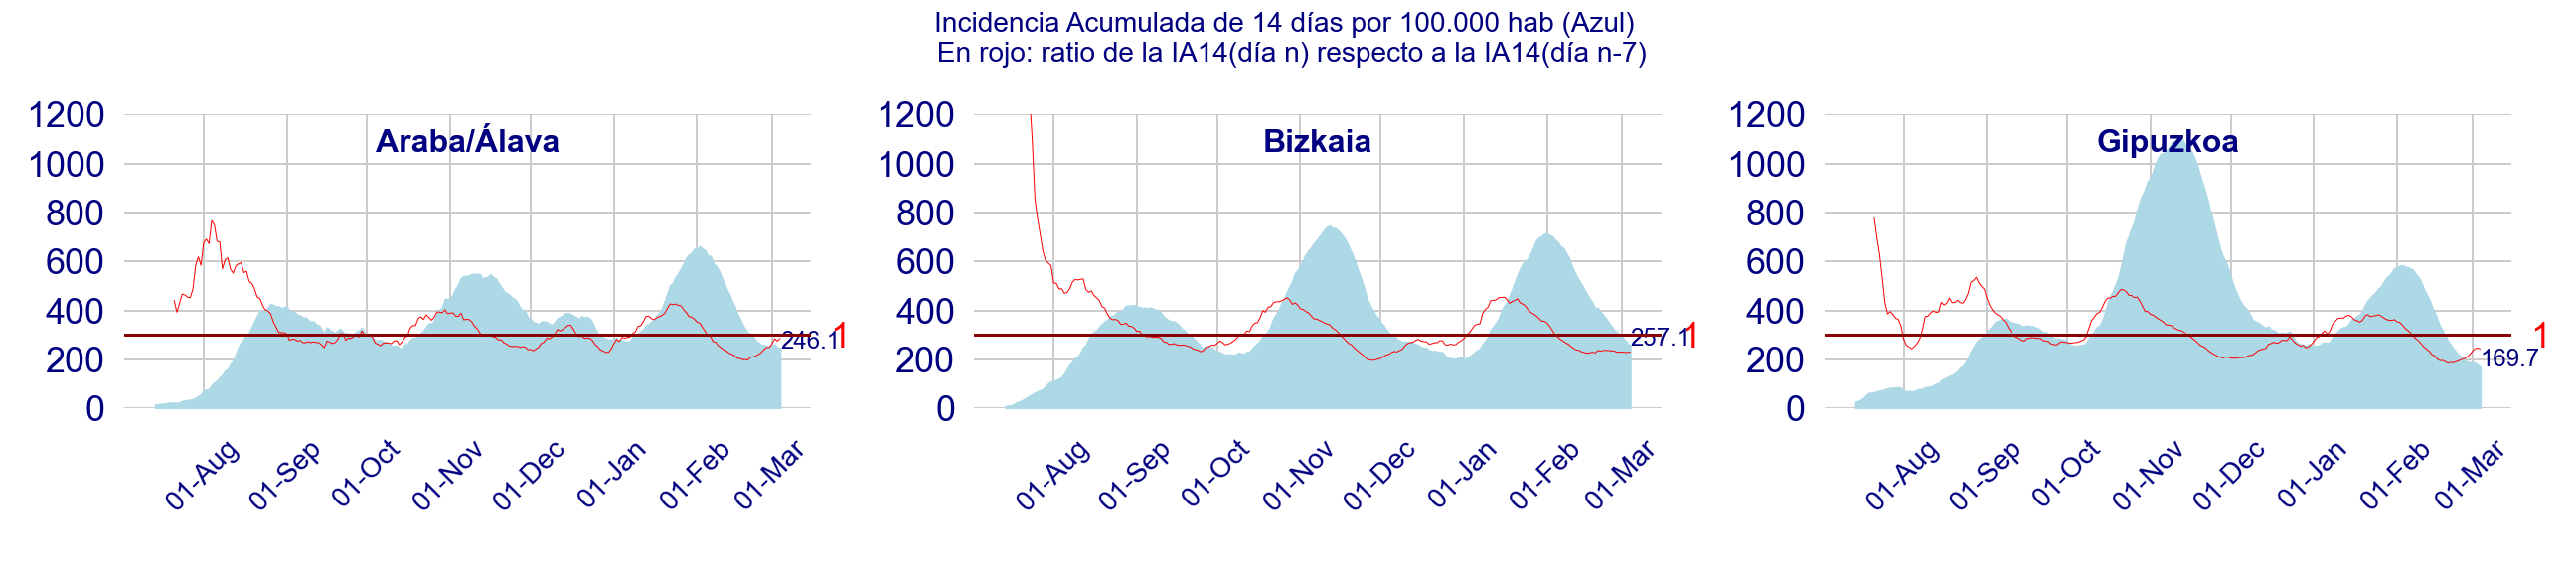 Incidencia Acumulada de 14 días por 100.000 hab (Azul)
En rojo: ratio de la IA14(día n) respecto a la IA14(día n-7)
Araba/Álava
1200
1000
800
600
400
200
0
246.1
1
01-Aug
01-Sep
01-Oct
01-Nov
01-Dec
01-Jan
01-Feb
01-Mar
Bizkaia
1200
1000
800
600
400
200
0
257.1
1
01-Aug
01-Sep
01-Oct
01-Nov
01-Dec
01-Jan
01-Feb
01-Mar
Gipuzkoa
1200
1000
800
600
400
200
0
169.7
1
01-Aug
01-Sep
01-Oct
01-Nov
01-Dec
01-Jan
01-Feb
01-Mar